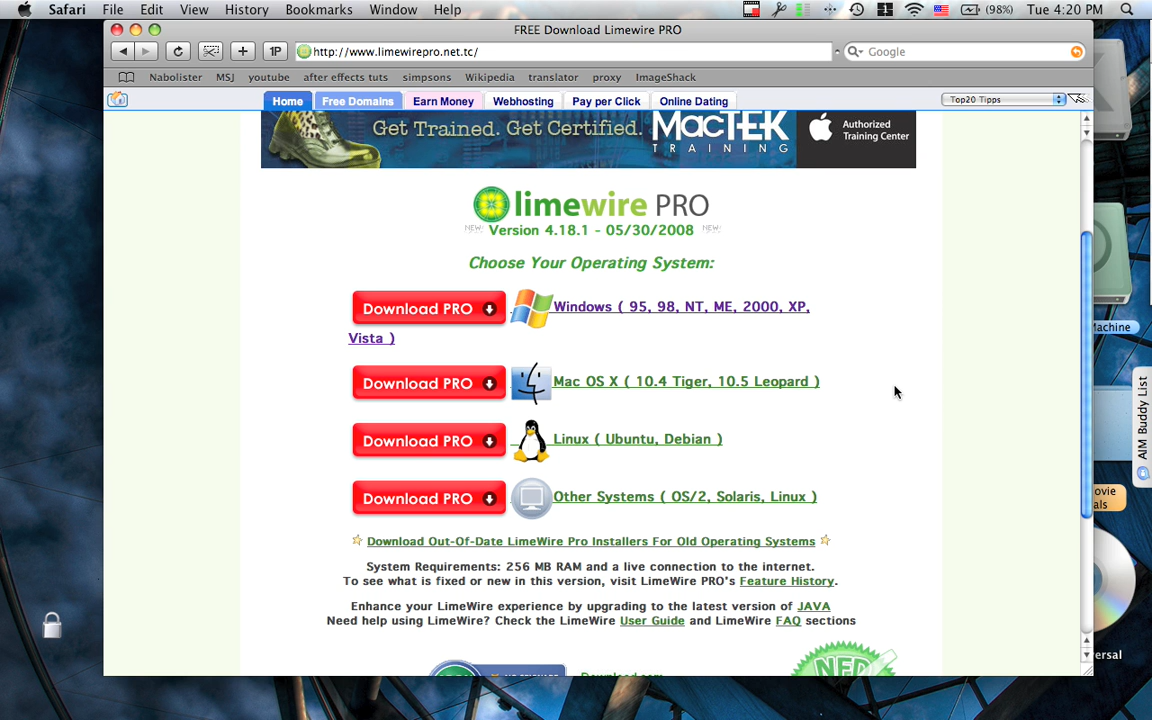 Safari File Edit View History Bookmarks Window Help (98%) Tue 4:20 PM
FREE Download Limewire PRO
1P http://www.limewirepro.net.tc/ Google
Nabolister MSJ youtube after effects tuts simpsons Wikipedia translator proxy ImageShack
Home Free Domains Earn Money Webhosting Pay per Click Online Dating Top20 Tipps
Get Trained. Get Certified. MacTEK TRAINING Authorized Training Center
limewire PRO
NEW! Version 4.18.1 - 05/30/2008 NEW!
Choose Your Operating System:
Download PRO Windows ( 95, 98, NT, ME, 2000, XP,
Vista )
Download PRO Mac OS X ( 10.4 Tiger, 10.5 Leopard )
Download PRO Linux ( Ubuntu, Debian )
Download PRO Other Systems ( OS/2, Solaris, Linux )
Download Out-Of-Date LimeWire Pro Installers For Old Operating Systems
System Requirements: 256 MB RAM and a live connection to the internet.
To see what is fixed or new in this version, visit LimeWire PRO's Feature History.
Enhance your LimeWire experience by upgrading to the latest version of JAVA
Need help using LimeWire? Check the LimeWire User Guide and LimeWire FAQ sections
Machine
AIM Buddy List
ovie
als
ersal